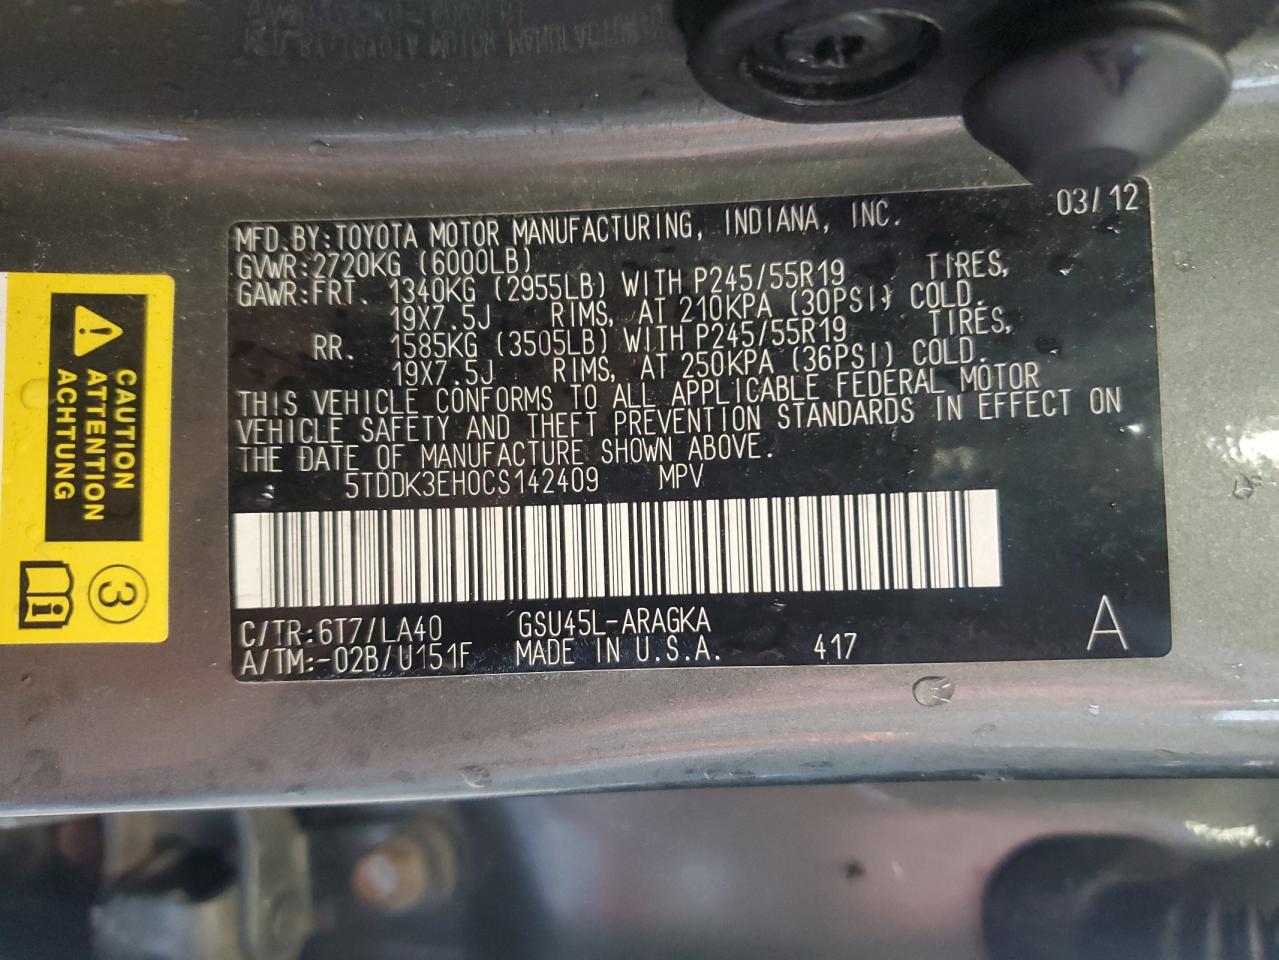 03/12
MFD.BY:TOYOTA MOTOR MANUFACTURING, INDIANA, INC.
GVWR:2720KG (6000LB)
GAWR:FRT. 1340KG (2955LB) WITH P245/55R19 TIRES,
19X7.5J RIMS, AT 210KPA (30PSI) COLD.
RR. 1585KG (3505LB) WITH P245/55R19 TIRES,
19X7.5J RIMS, AT 250KPA (36PSI) COLD.
THIS VEHICLE CONFORMS TO ALL APPLICABLE FEDERAL MOTOR
VEHICLE SAFETY AND THEFT PREVENTION STANDARDS IN EFFECT ON
THE DATE OF MANUFACTURE SHOWN ABOVE.
5TDDK3EH0CS142409 MPV
C/TR:6T7/LA40 GSU45L-ARAGKA
A/TM:-02B/U151F MADE IN U.S.A. 417 A
CAUTION
ATTENTION
ACHTUNG
3